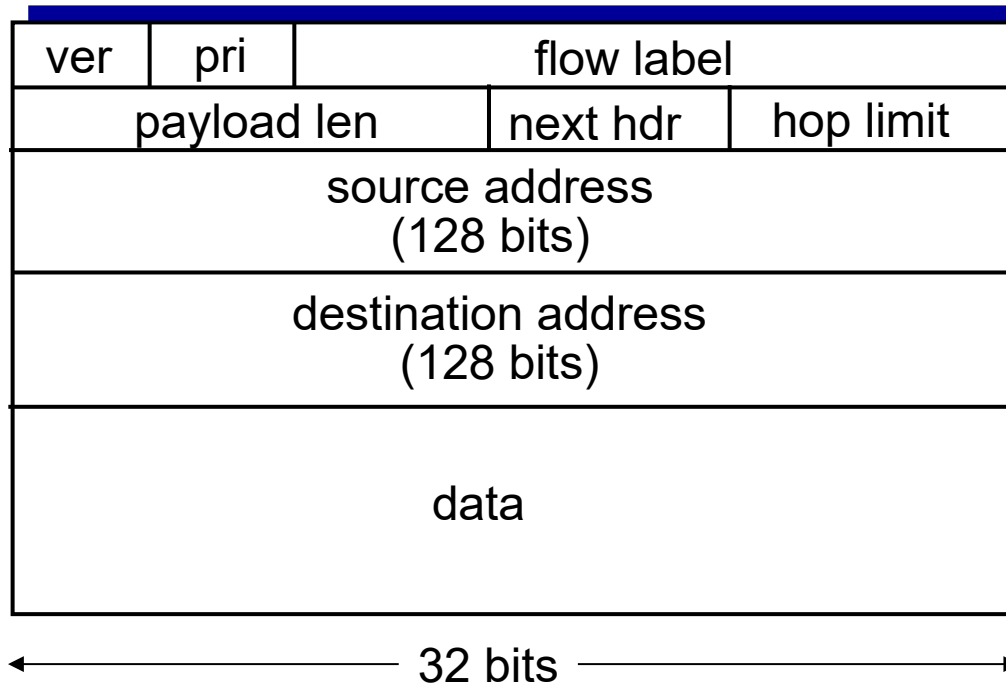 ver pri flow label
payload len next hdr hop limit
source address
(128 bits)
destination address
(128 bits)
data
32 bits